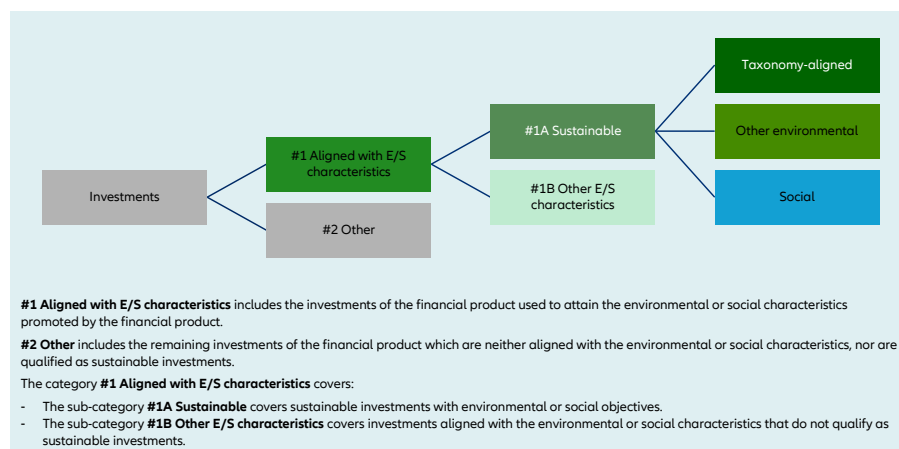 Taxonomy-aligned
#1A Sustainable
Other environmental
#1 Aligned with E/S
characteristics
Investments
#1B Other E/S
characteristics
Social
#2 Other
#1 Aligned with E/S characteristics includes the investments of the financial product used to attain the environmental or social characteristics
promoted by the financial product.
#2 Other includes the remaining investments of the financial product which are neither aligned with the environmental or social characteristics, nor are
qualified as sustainable investments.
The category #1 Aligned with E/S characteristics covers:
- The sub-category #1A Sustainable covers sustainable investments with environmental or social objectives.
- The sub-category #1B Other E/S characteristics covers investments aligned with the environmental or social characteristics that do not qualify as
sustainable investments.